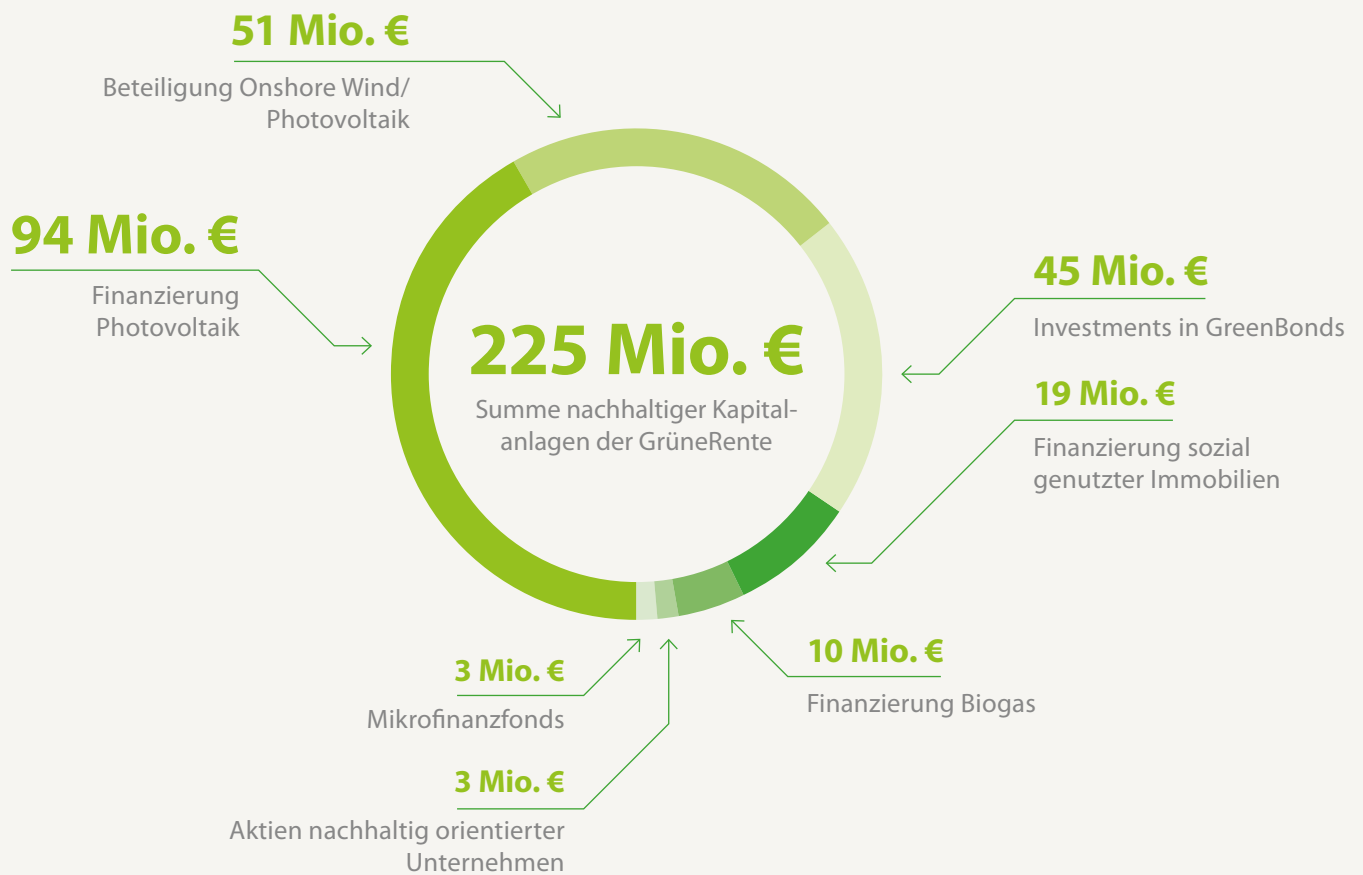 51 Mio. €
Beteiligung Onshore Wind/
Photovoltaik
94 Mio. €
Finanzierung
Photovoltaik
225 Mio. €
Summe nachhaltiger Kapital-
anlagen der GrüneRente
45 Mio. €
Investments in GreenBonds
19 Mio. €
Finanzierung sozial
genutzter Immobilien
10 Mio. €
Finanzierung Biogas
3 Mio. €
Mikrofinanzfonds
3 Mio. €
Aktien nachhaltig orientierter
Unternehmen